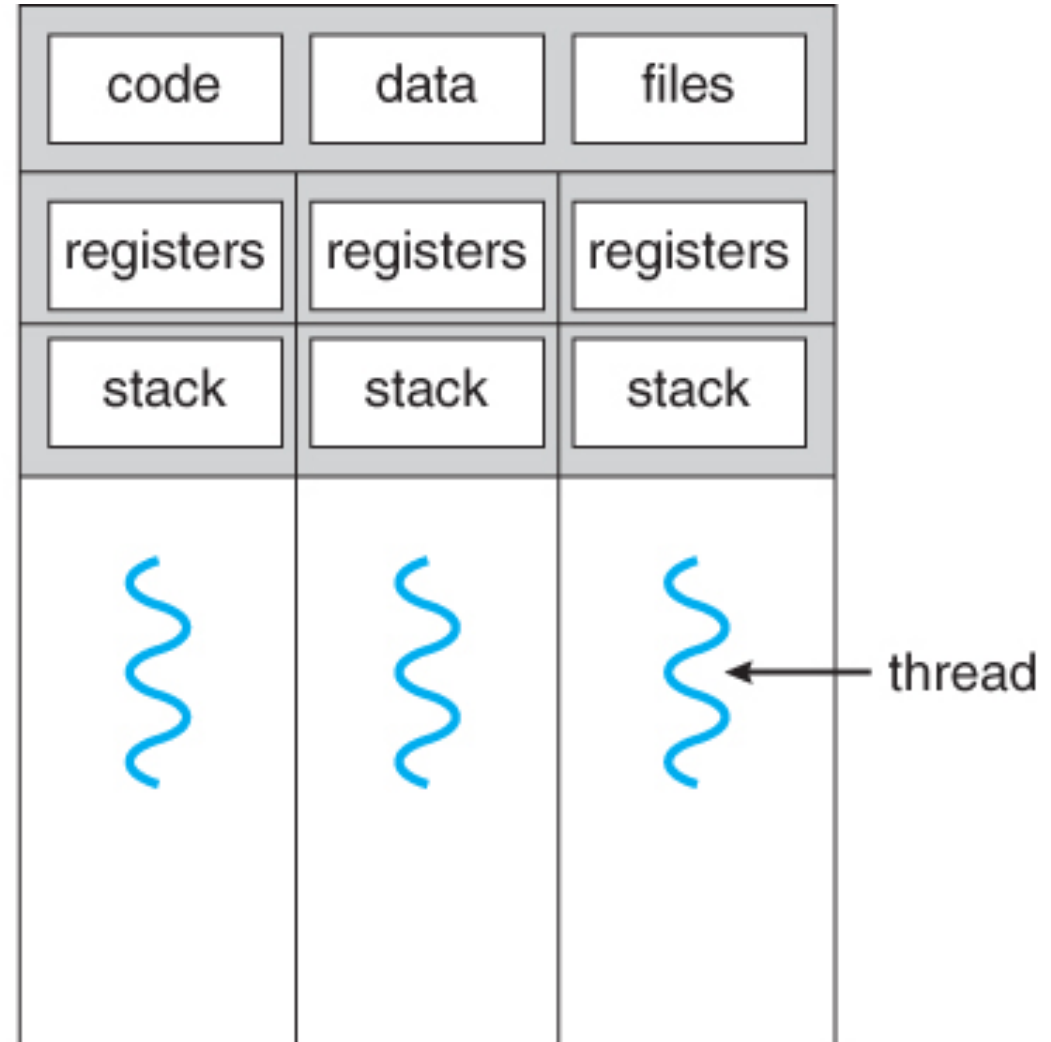 code data files
registers registers registers
stack stack stack
thread